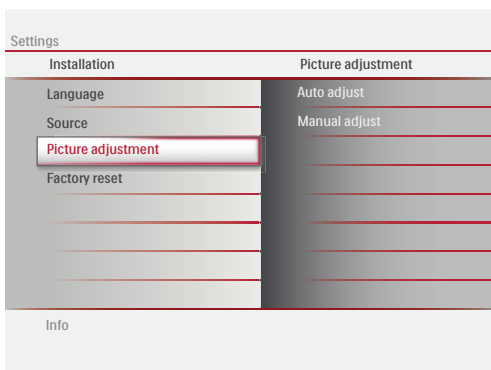 Settings
Installation
Picture adjustment
Language
Auto adjust
Source
Manual adjust
Picture adjustment
Factory reset
Info